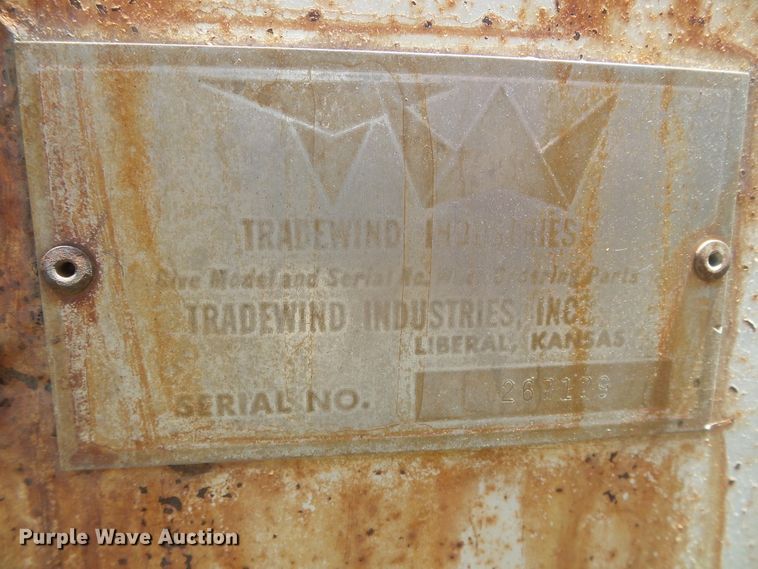 TRADEWIND INDUSTRIES
Give Model and Serial No. When Ordering Parts
TRADEWIND INDUSTRIES, INC.
LIBERAL, KANSAS
SERIAL NO.
Purple Wave Auction